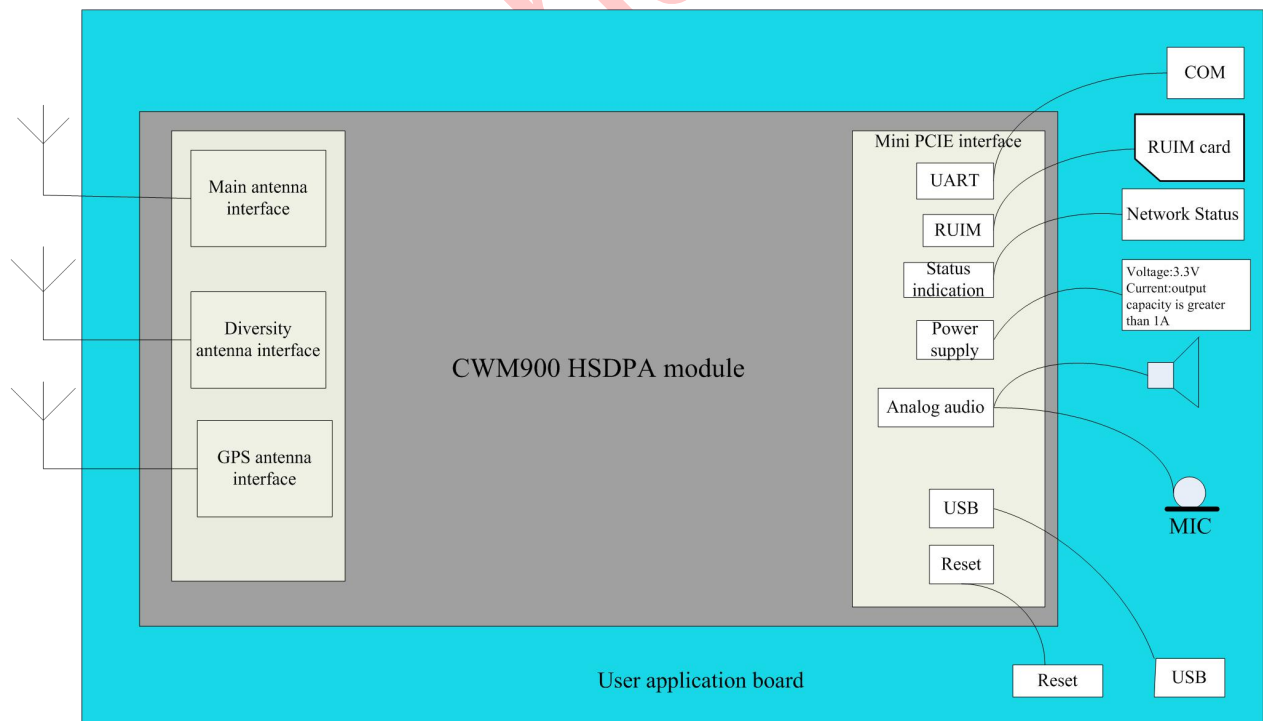 COM
Mini PCIE interface
RUIM card
Main antenna
interface
UART
Network Status
RUIM
Status
indication
Voltage:3.3V
Current:output
capacity is greater
than 1A
Diversity
antenna interface
Power
supply
CWM900 HSDPA module
Analog audio
GPS antenna
interface
USB
MIC
Reset
User application board
Reset
USB